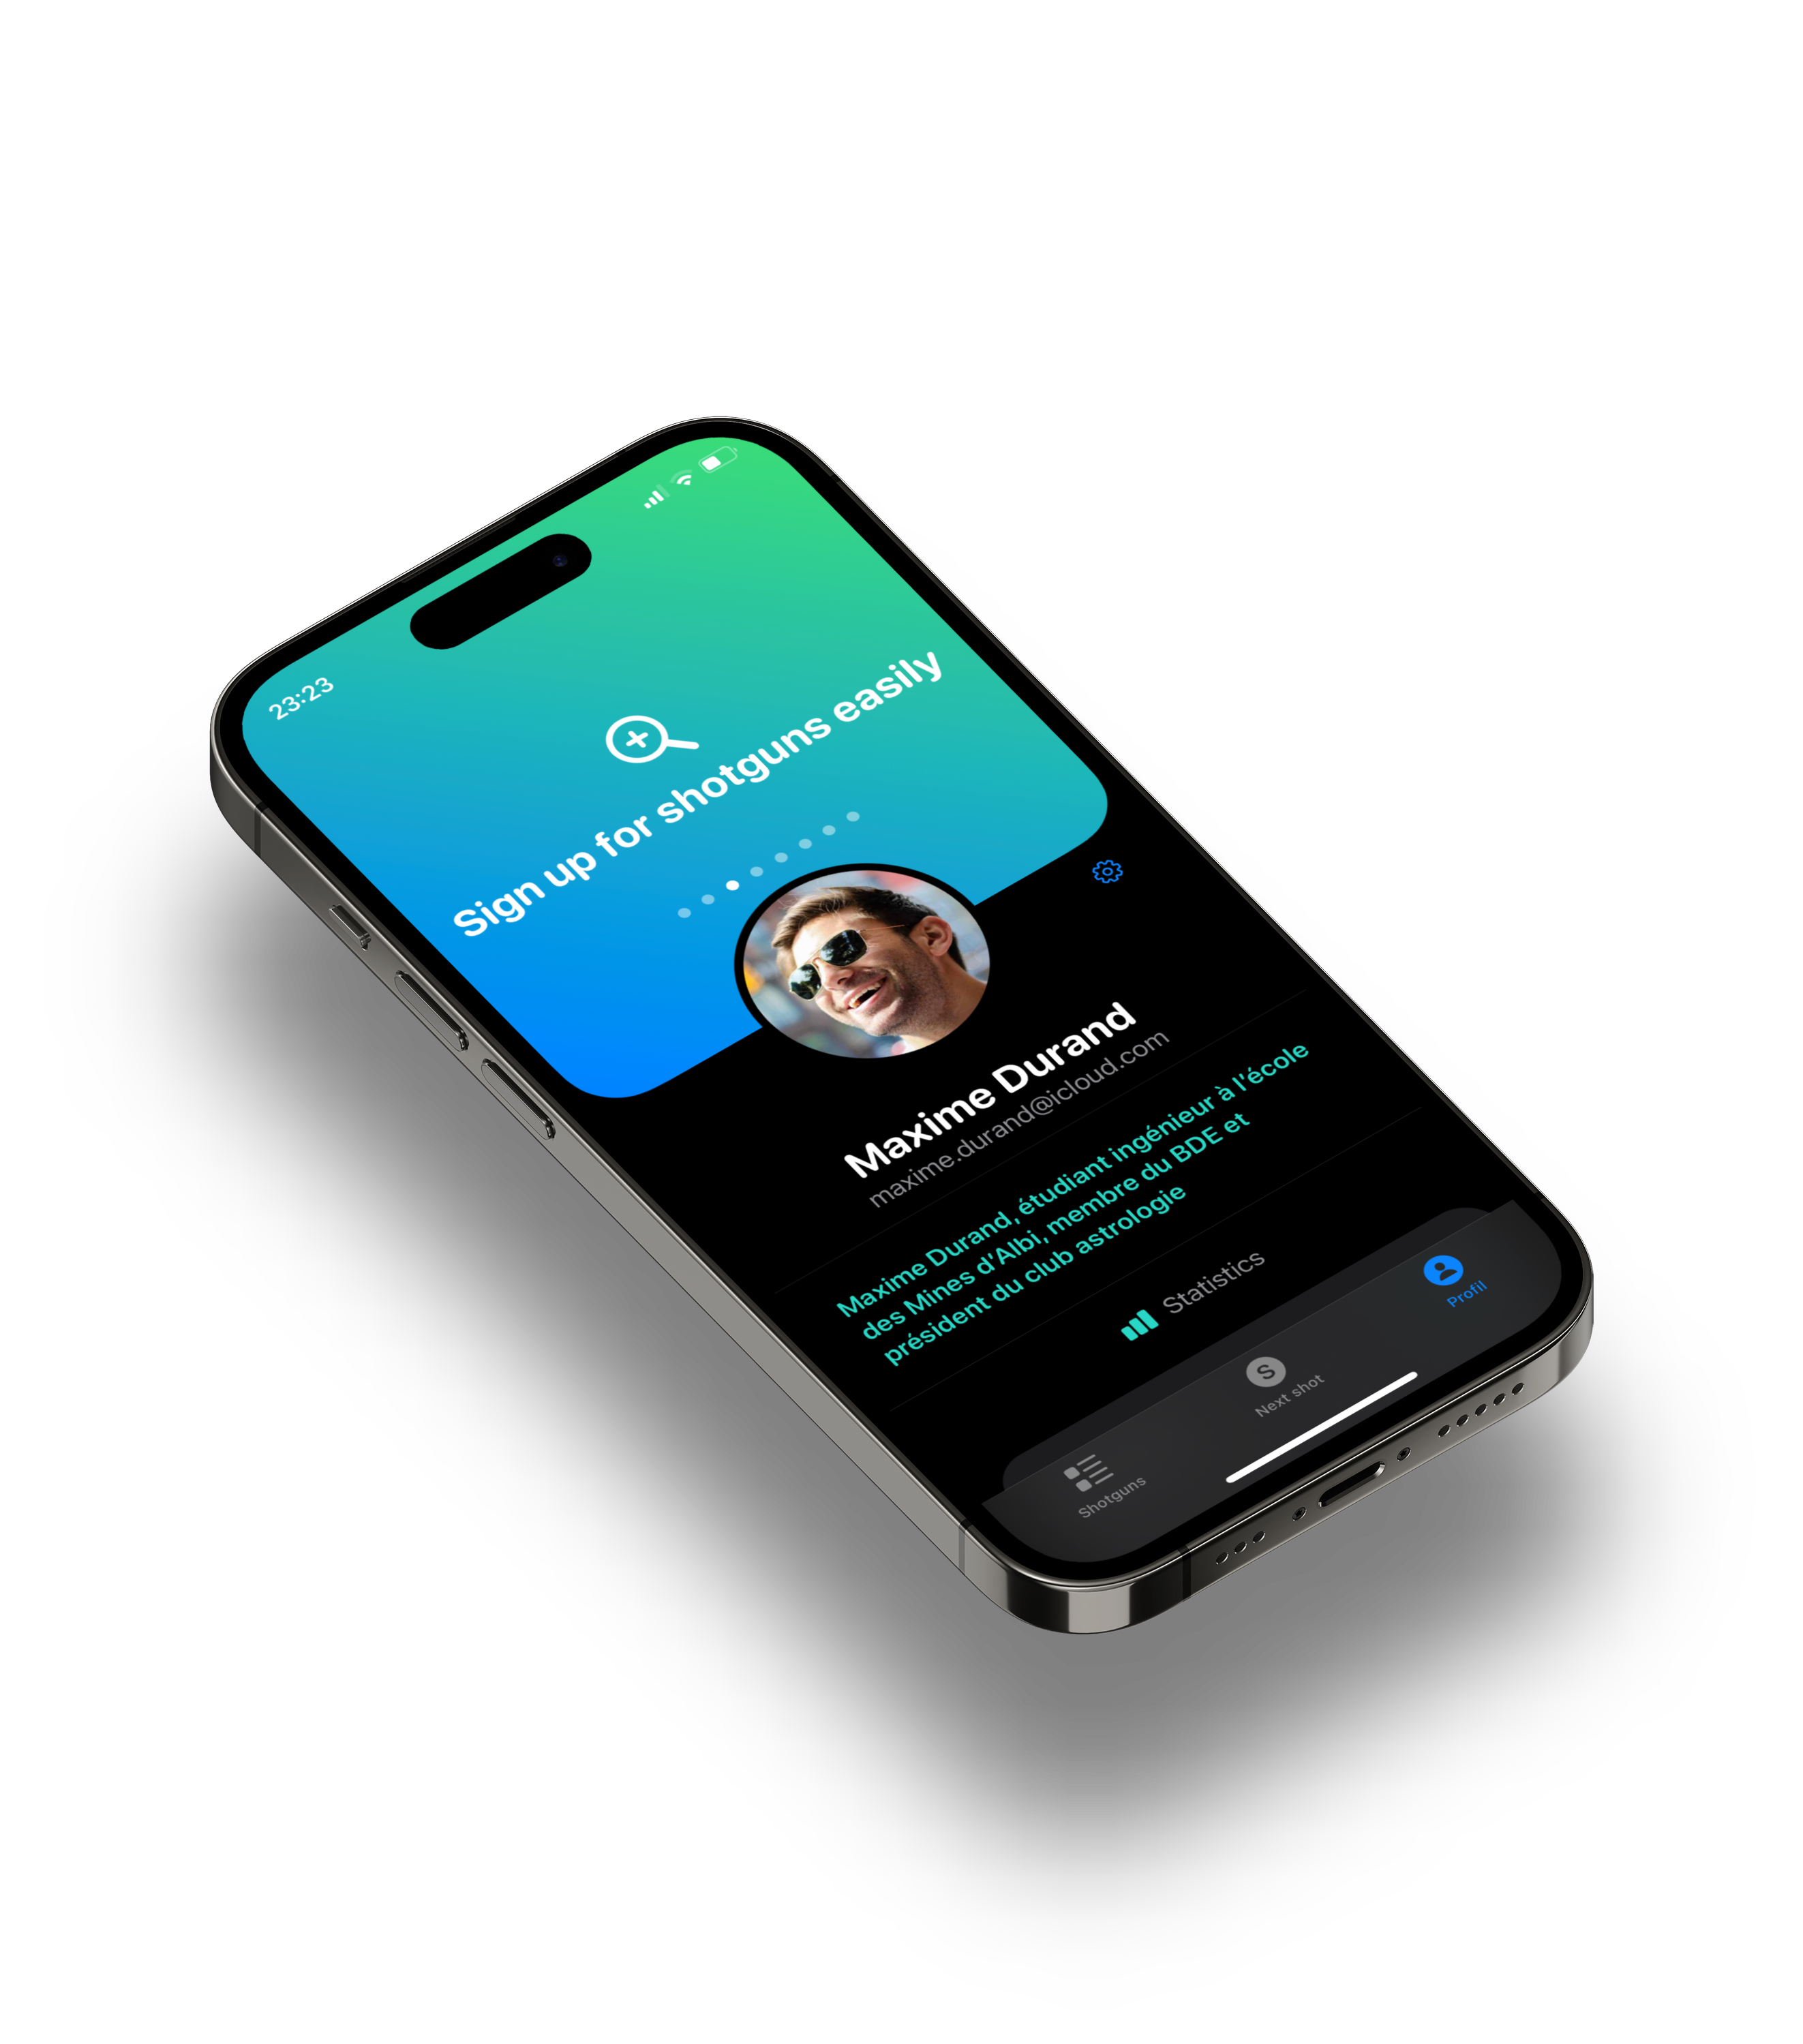 23:23
Sign up for shotguns easily
Maxime Durand
maxime.durand@icloud.com
Maxime Durand, étudiant ingénieur à l'école
des Mines d'Albi, membre du BDE et
président du club astrologie
Statistics
Shotguns
S
Next shot
Profil